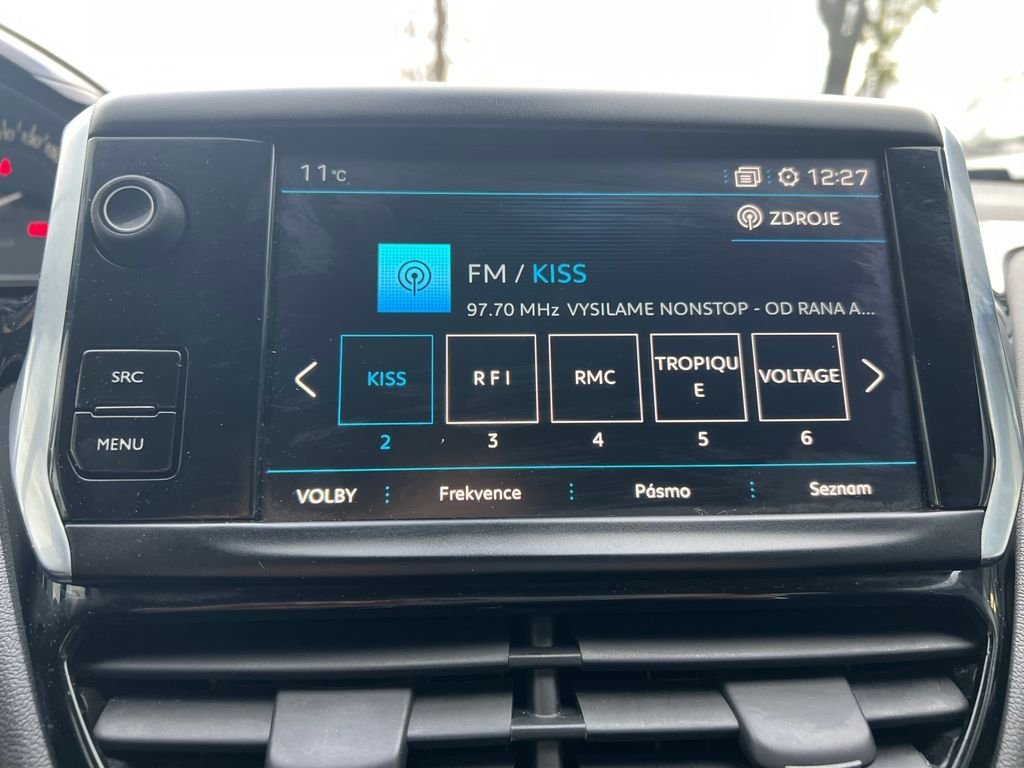 11°C 12:27
ZDROJE
FM / KISS
97.70 MHz VYSILAME NONSTOP - OD RANA A...
SRC
MENU
KISS RFI RMC TROPIQU VOLTAGE
E
2 3 4 5 6
VOLBY Frekvence Pásmo Seznam